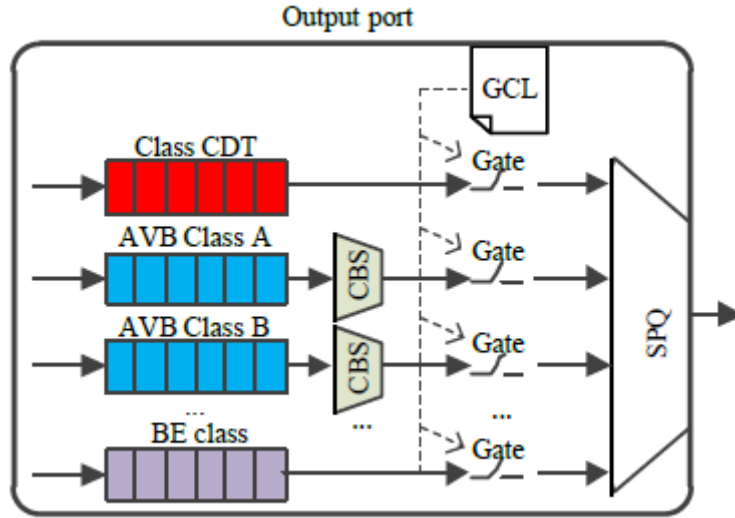 Output port
GCL
Class CDT
Gate
AVB Class A
CBS
Gate
AVB Class B
CBS
Gate
SPQ
...
...
...
BE class
Gate